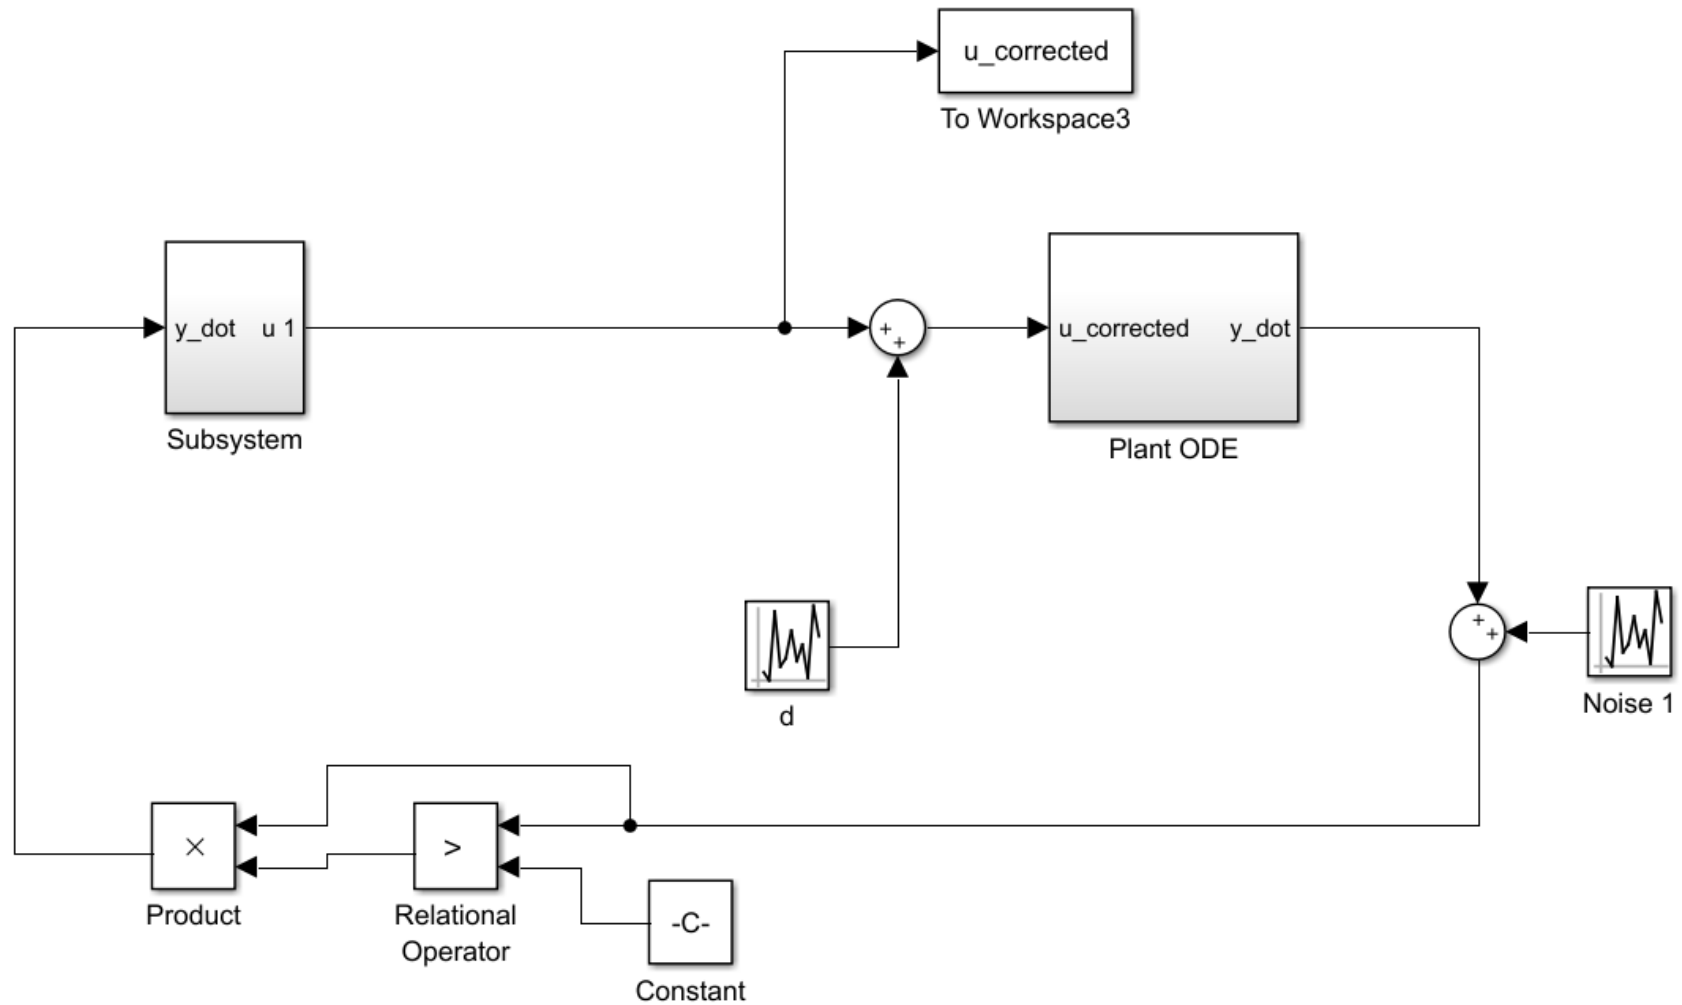 u_corrected
To Workspace3
y_dot u 1
Subsystem
+
+
u_corrected y_dot
Plant ODE
d
+
+
Noise 1
×
Product
>
Relational
Operator
-C-
Constant